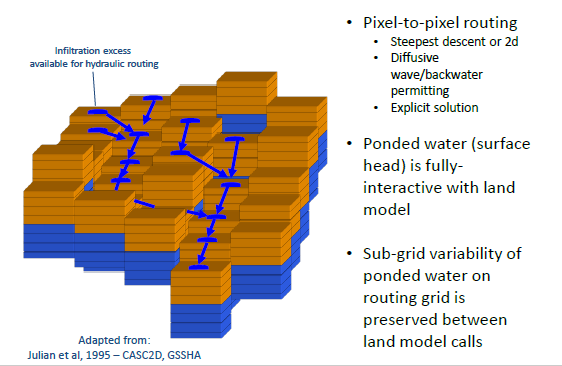 Infiltration excess
available for hydraulic routing
Adapted from:
Julian et al, 1995 – CASC2D, GSSHA
• Pixel-to-pixel routing
• Steepest descent or 2d
• Diffusive
wave/backwater
permitting
• Explicit solution
• Ponded water (surface
head) is fully-
interactive with land
model
• Sub-grid variability of
ponded water on
routing grid is
preserved between
land model calls